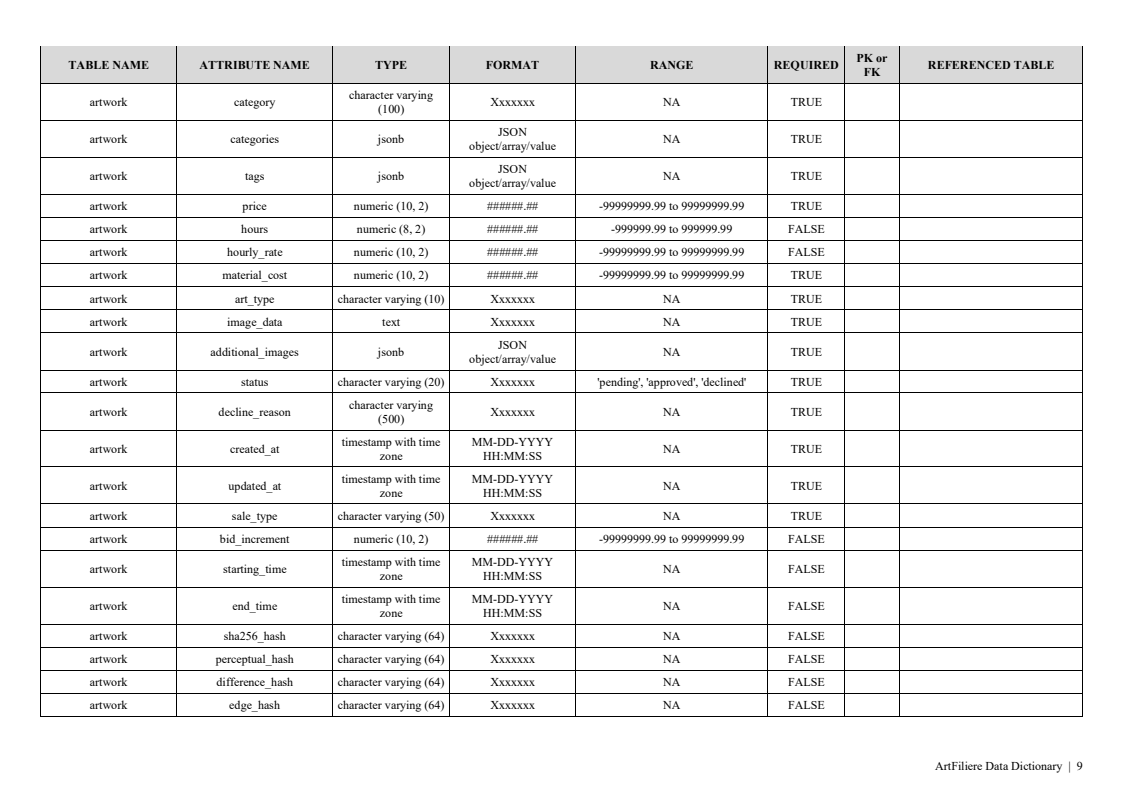 TABLE NAME ATTRIBUTE NAME TYPE FORMAT RANGE REQUIRED PK or FK REFERENCED TABLE
artwork category character varying (100) Xxxxxxx NA TRUE
artwork categories jsonb JSON object/array/value NA TRUE
artwork tags jsonb JSON object/array/value NA TRUE
artwork price numeric (10, 2) ######.## -99999999.99 to 99999999.99 TRUE
artwork hours numeric (8, 2) ######.## -999999.99 to 999999.99 FALSE
artwork hourly_rate numeric (10, 2) ######.## -99999999.99 to 99999999.99 FALSE
artwork material_cost numeric (10, 2) ######.## -99999999.99 to 99999999.99 TRUE
artwork art_type character varying (10) Xxxxxxx NA TRUE
artwork image_data text Xxxxxxx NA TRUE
artwork additional_images jsonb JSON object/array/value NA TRUE
artwork status character varying (20) Xxxxxxx 'pending', 'approved', 'declined' TRUE
artwork decline_reason character varying (500) Xxxxxxx NA TRUE
artwork created_at timestamp with time zone MM-DD-YYYY HH:MM:SS NA TRUE
artwork updated_at timestamp with time zone MM-DD-YYYY HH:MM:SS NA TRUE
artwork sale_type character varying (50) Xxxxxxx NA TRUE
artwork bid_increment numeric (10, 2) ######.## -99999999.99 to 99999999.99 FALSE
artwork starting_time timestamp with time zone MM-DD-YYYY HH:MM:SS NA FALSE
artwork end_time timestamp with time zone MM-DD-YYYY HH:MM:SS NA FALSE
artwork sha256_hash character varying (64) Xxxxxxx NA FALSE
artwork perceptual_hash character varying (64) Xxxxxxx NA FALSE
artwork difference_hash character varying (64) Xxxxxxx NA FALSE
artwork edge_hash character varying (64) Xxxxxxx NA FALSE
ArtFiliere Data Dictionary | 9